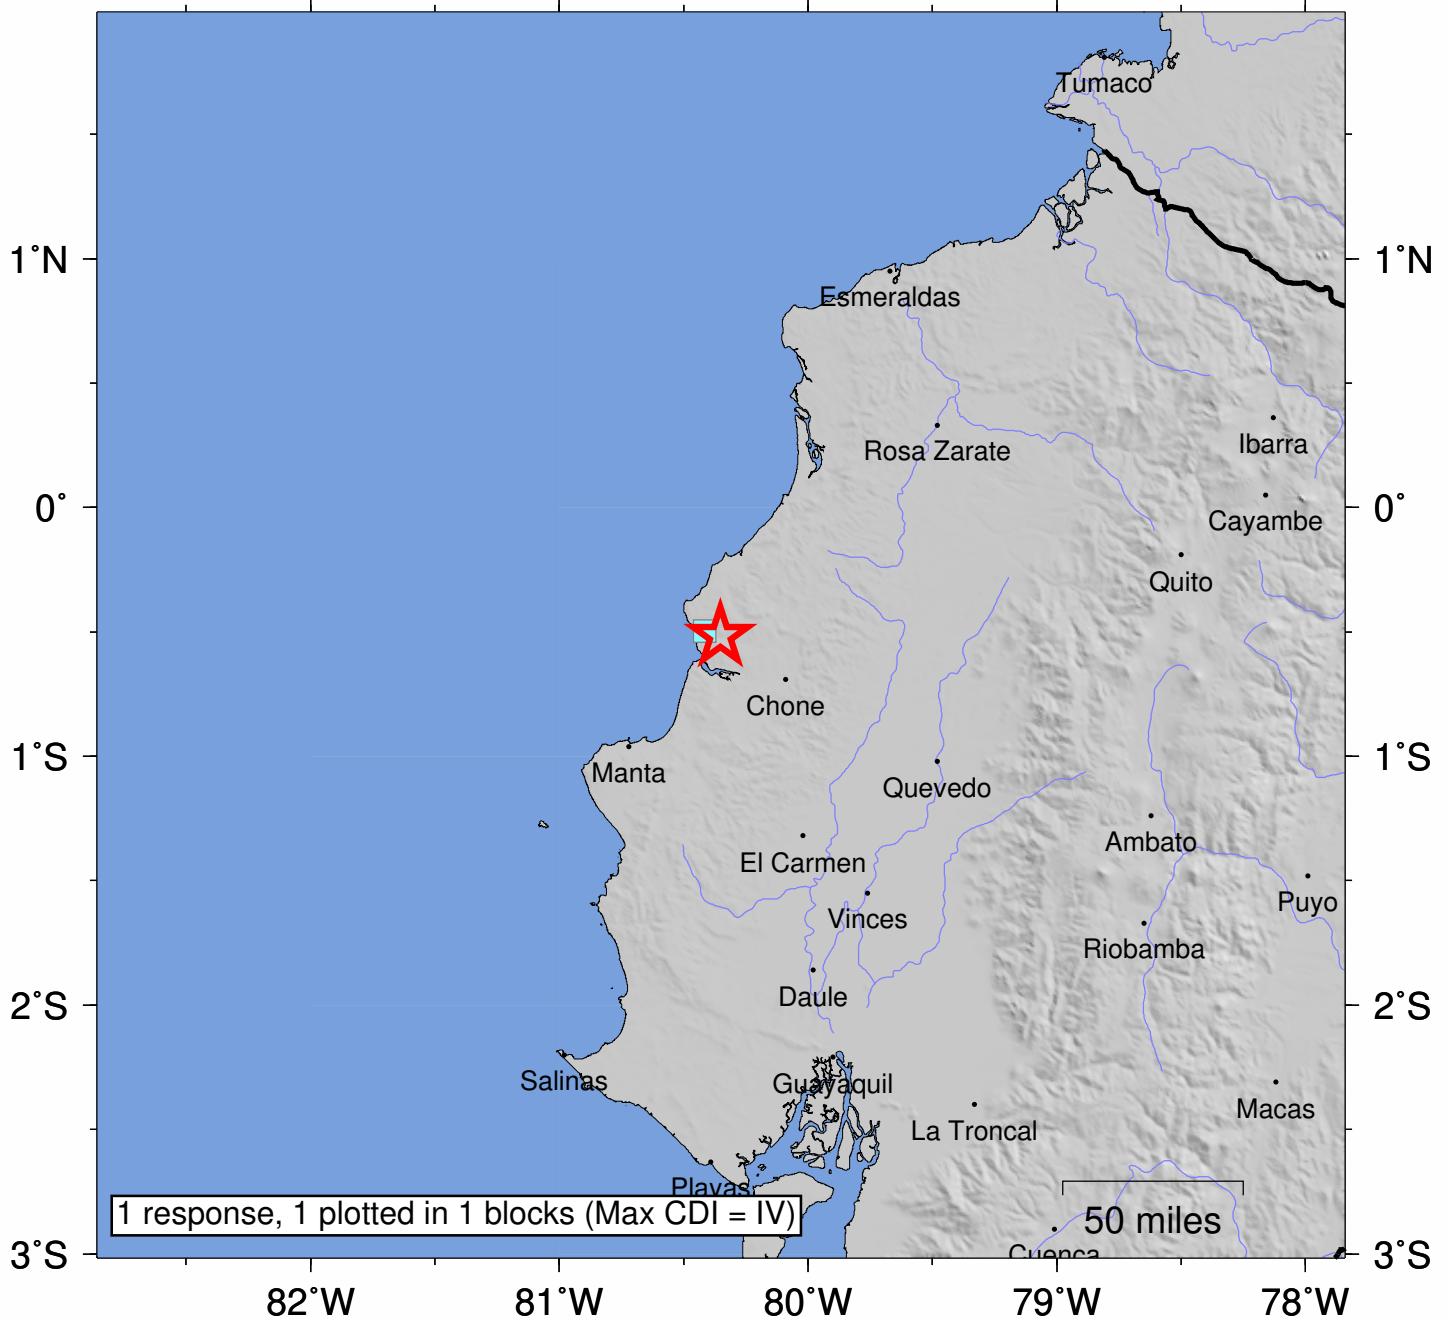 Tumaco
1˚N
1˚N
Esmeraldas
Rosa Zarate
Ibarra
0˚
Cayambe
0˚
Quito
Chone
1˚S
Manta
Quevedo
1˚S
El Carmen
Ambato
Vinces
Puyo
Riobamba
2˚S
Daule
2˚S
Salinas
Guayaquil
La Troncal
Macas
Playas
1 response, 1 plotted in 1 blocks (Max CDI = IV)
50 miles
3˚S
Cuenca
3˚S
82˚W
81˚W
80˚W
79˚W
78˚W